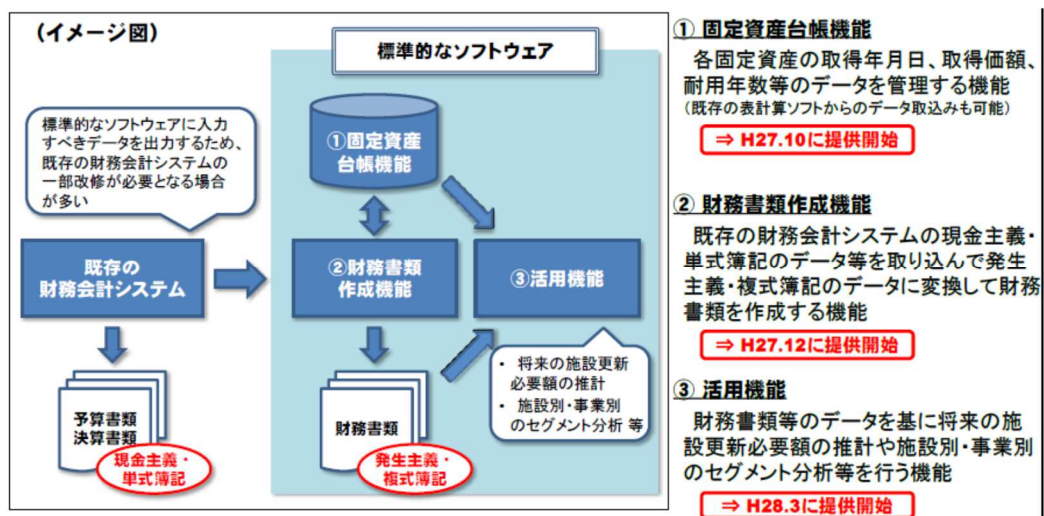 (イメージ図)
標準的なソフトウェア
標準的なソフトウェアに入力
すべきデータを出力するため、
既存の財務会計システムの
一部改修が必要となる場合
が多い
①固定資産
台帳機能
既存の
財務会計システム
②財務書類
作成機能
③活用機能
予算書類
決算書類
現金主義・
単式簿記
財務書類
発生主義・
複式簿記
・ 将来の施設更新
必要額の推計
・ 施設別・事業別
のセグメント分析 等
① 固定資産台帳機能
各固定資産の取得年月日、取得価額、
耐用年数等のデータを管理する機能
(既存の表計算ソフトからのデータ取込みも可能)
⇒ H27.10に提供開始
② 財務書類作成機能
既存の財務会計システムの現金主義・
単式簿記のデータ等を取り込んで発生
主義・複式簿記のデータに変換して財務
書類を作成する機能
⇒ H27.12に提供開始
③ 活用機能
財務書類等のデータを基に将来の施
設更新必要額の推計や施設別・事業別
のセグメント分析等を行う機能
⇒ H28.3に提供開始